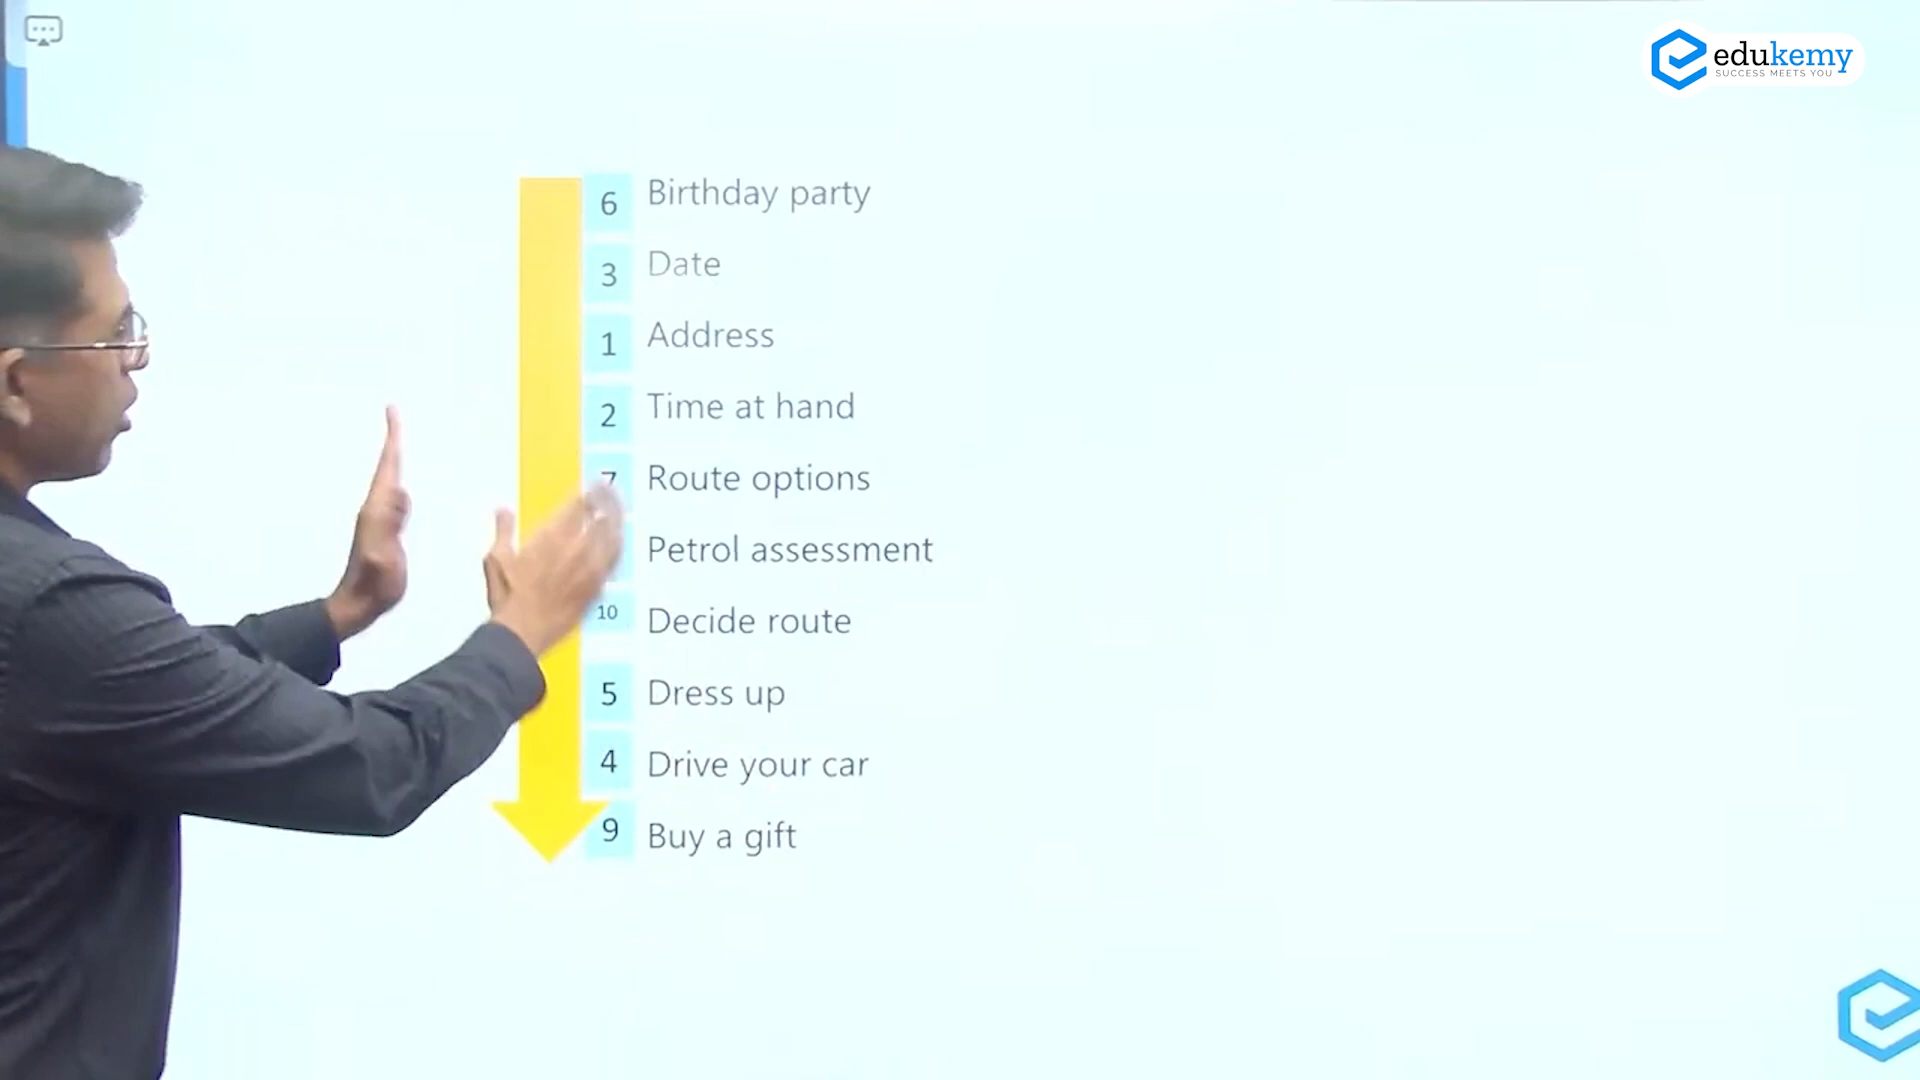 edukemy
SUCCESS MEETS YOU
6 Birthday party
3 Date
1 Address
2 Time at hand
7 Route options
Petrol assessment
10 Decide route
5 Dress up
4 Drive your car
9 Buy a gift